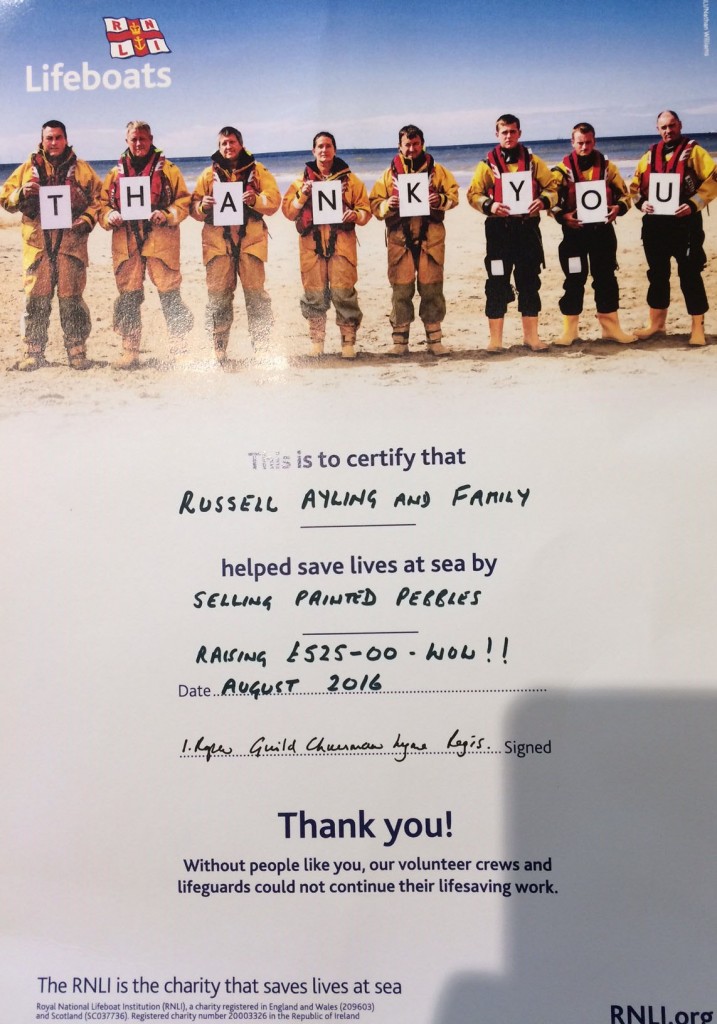 R N
L I
Lifeboats
THANK YOU
This is to certify that
RUSSELL AYLING AND FAMILY
helped save lives at sea by
SELLING PAINTED PEBBLES
RAISING £525-00 - WOW!!
Date AUGUST 2016
Guild Chairman Lyme Regis. Signed
Thank you!
Without people like you, our volunteer crews and
lifeguards could not continue their lifesaving work.
The RNLI is the charity that saves lives at sea
Royal National Lifeboat Institution (RNLI), a charity registered in England and Wales (209603)
and Scotland (SC037736). Registered charity number 20003326 in the Republic of Ireland
RNLI.org